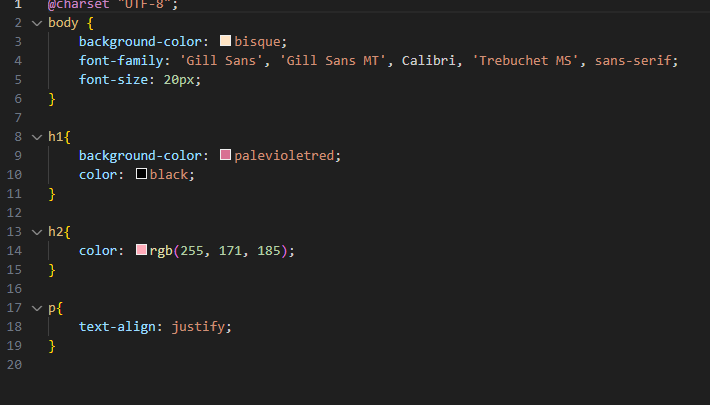 1 @charset "UTF-8";
2 body {
3 background-color: bisque;
4 font-family: 'Gill Sans', 'Gill Sans MT', Calibri, 'Trebuchet MS', sans-serif;
5 font-size: 20px;
6 }
7
8 h1{
9 background-color: palevioletred;
10 color: black;
11 }
12
13 h2{
14 color: rgb(255, 171, 185);
15 }
16
17 p{
18 text-align: justify;
19 }
20